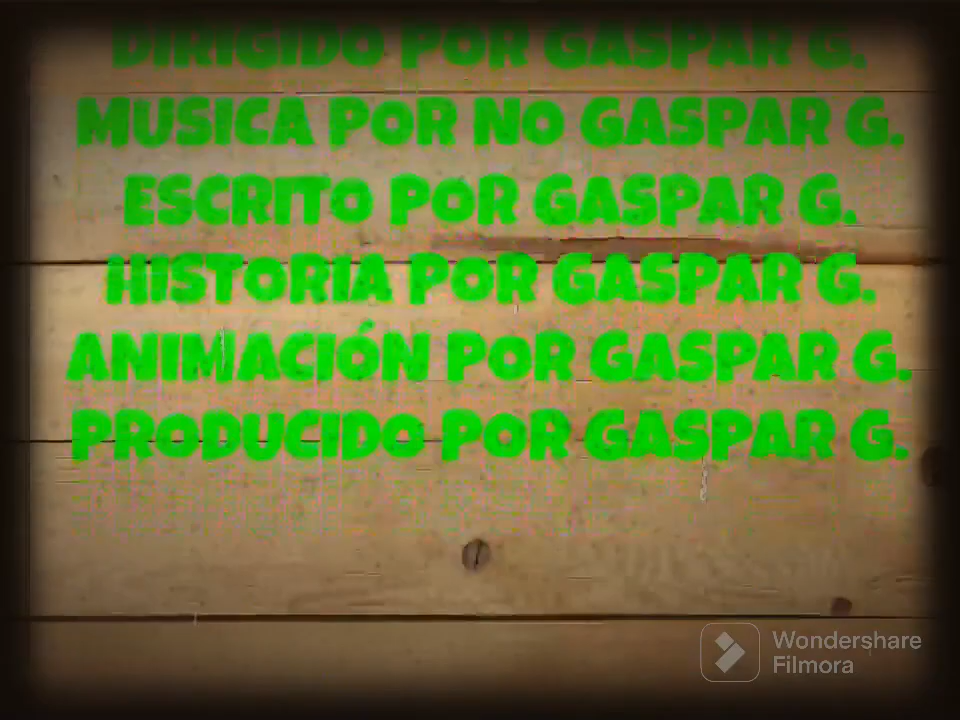 DIRIGIDO POR GASPAR G.
MUSICA POR NO GASPAR G.
ESCRITO POR GASPAR G.
HISTORIA POR GASPAR G.
ANIMACIÓN POR GASPAR G.
PRODUCIDO POR GASPAR G.
Wondershare
Filmora